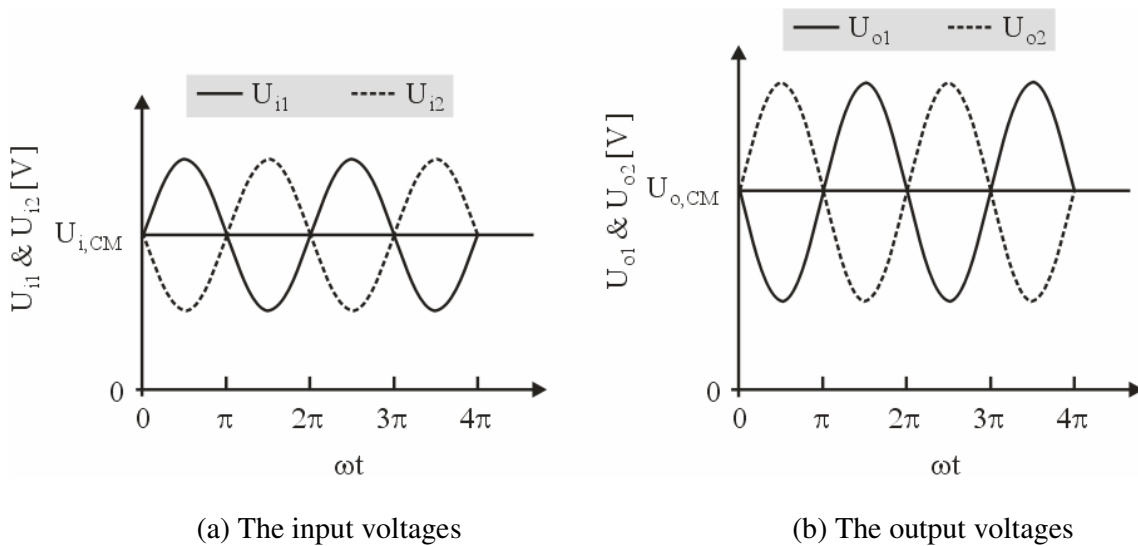 U_i1 U_i2
U_i1 & U_i2 [V]
U_i,CM
0
0 π 2π 3π 4π
ωt
(a) The input voltages
U_o1 U_o2
U_o1 & U_o2 [V]
U_o,CM
0
0 π 2π 3π 4π
ωt
(b) The output voltages